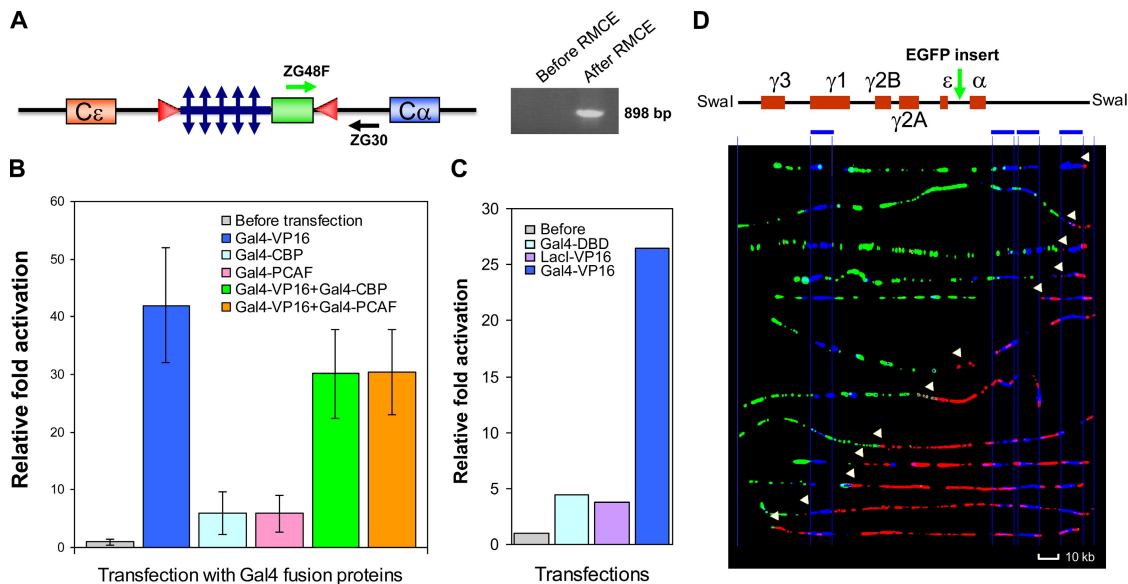 A
Cε
ZG48F
ZG30
Cα
Before RMCE
After RMCE
898 bp
B
Relative fold activation
60
50
40
30
20
10
0
Before transfection
Gal4-VP16
Gal4-CBP
Gal4-PCAF
Gal4-VP16+Gal4-CBP
Gal4-VP16+Gal4-PCAF
Transfection with Gal4 fusion proteins
C
Relative fold activation
30
25
20
15
10
5
0
Before
Gal4-DBD
LacI-VP16
Gal4-VP16
Transfections
D
EGFP insert
γ3 γ1 γ2B ε α
SwaI SwaI
γ2A
10 kb